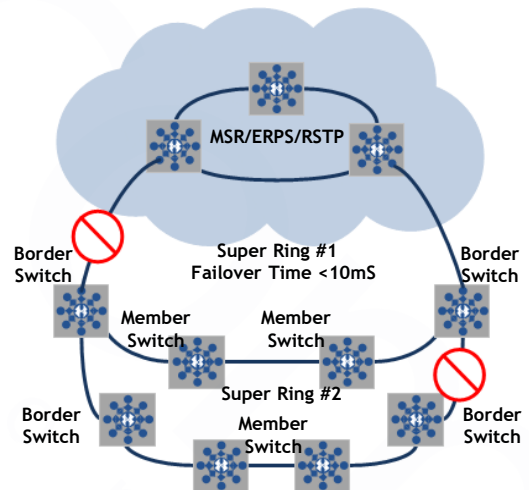 MSR/ERPS/RSTP
Super Ring #1
Failover Time <10mS
Border
Switch
Border
Switch
Member
Switch
Member
Switch
Super Ring #2
Border
Switch
Member
Switch
Border
Switch